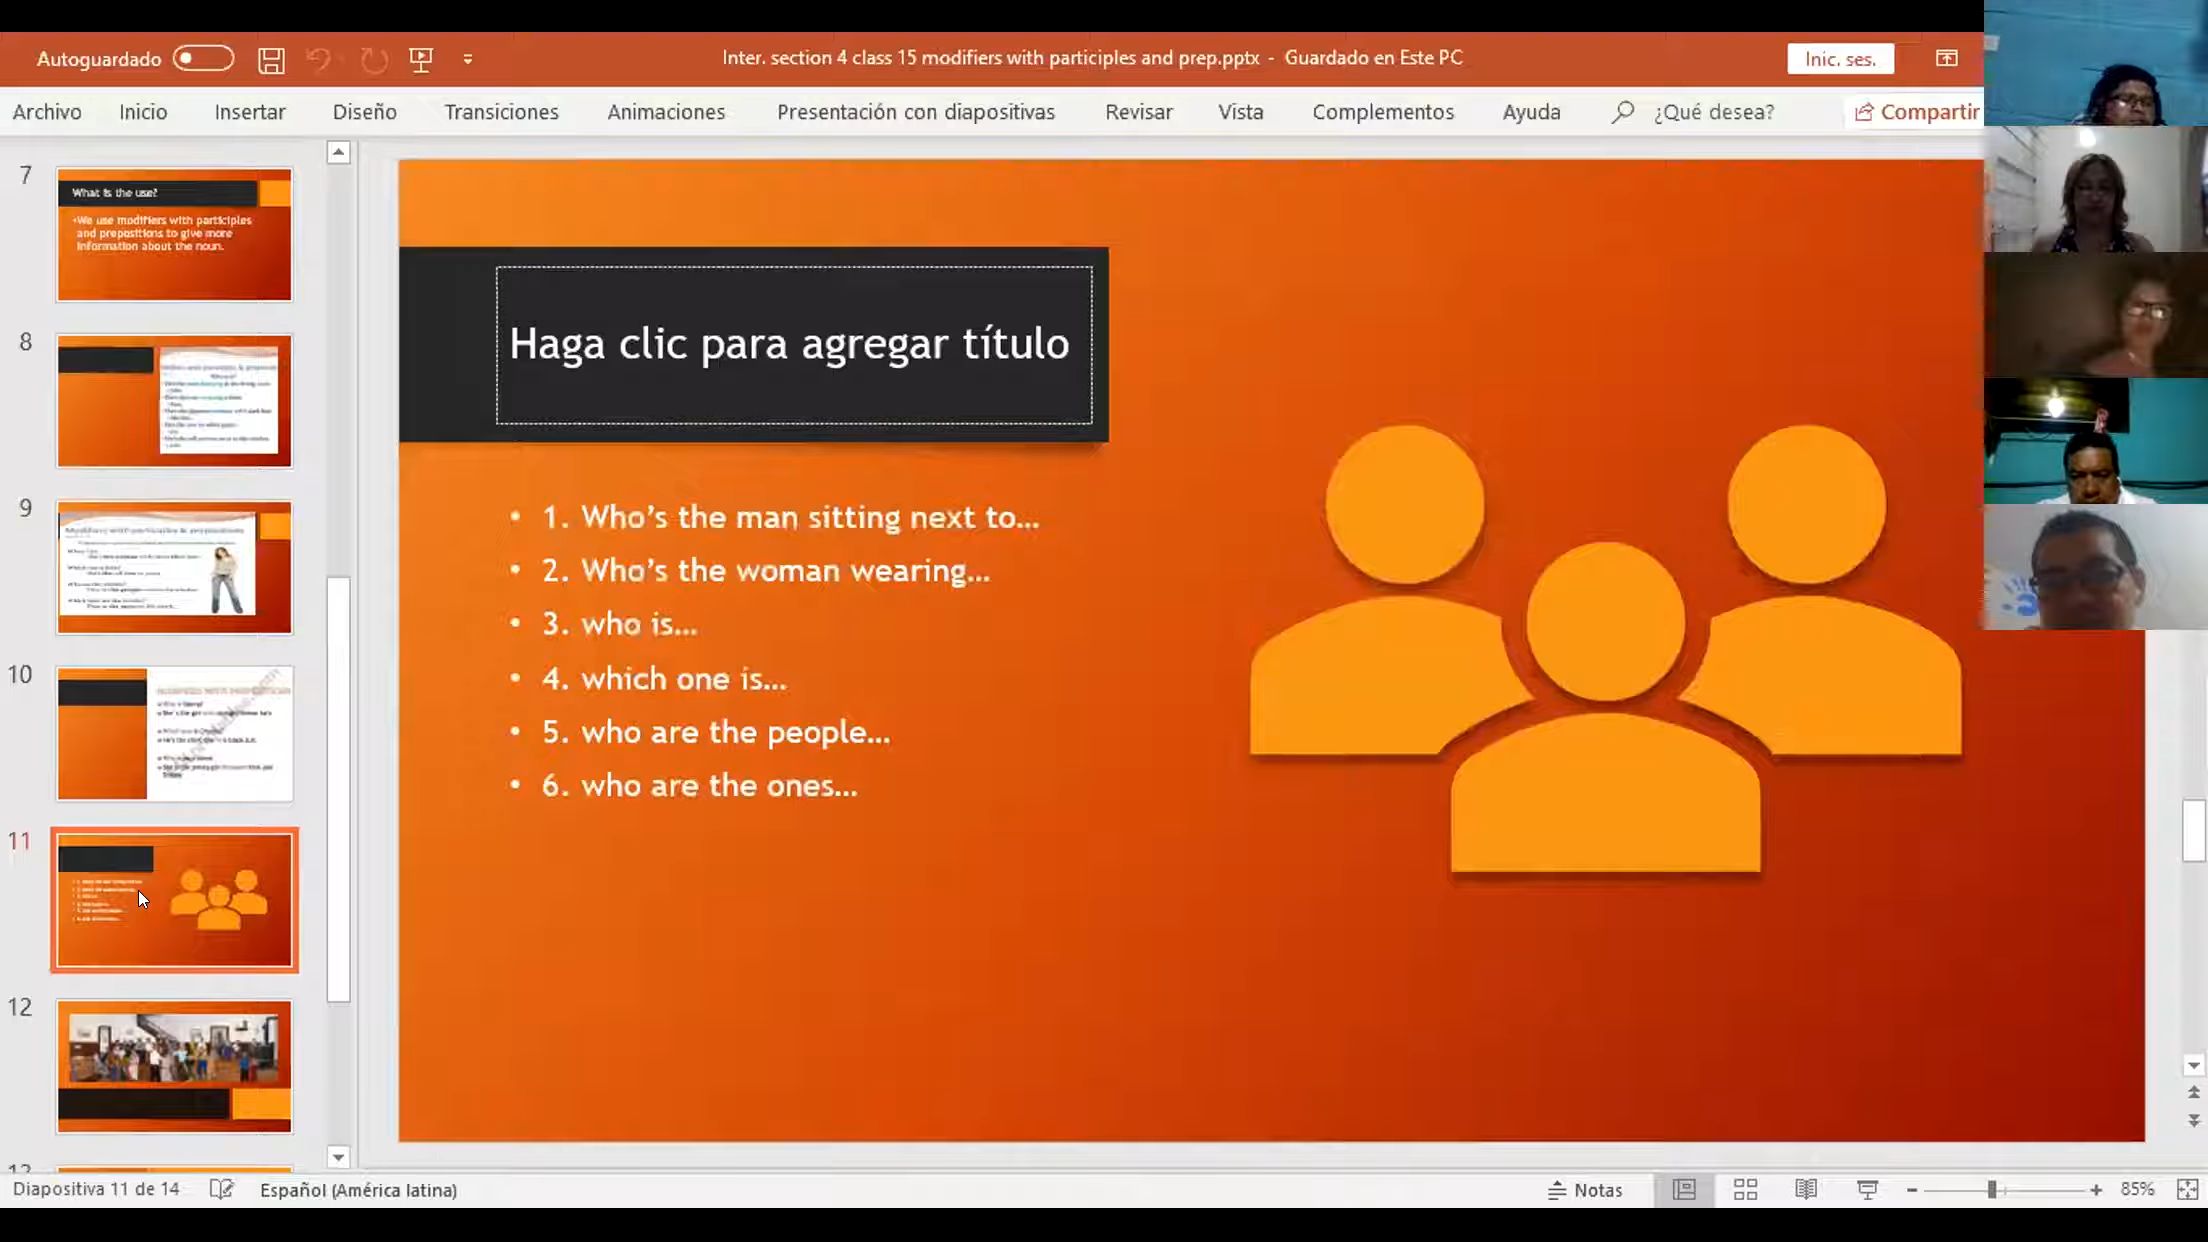 Autoguardado
Inter. section 4 class 15 modifiers with participles and prep.pptx - Guardado en Este PC
Inic. ses.
Archivo Inicio Insertar Diseño Transiciones Animaciones Presentación con diapositivas Revisar Vista Complementos Ayuda ¿Qué desea? Compartir
7
What is the use?
•We use modifiers with participles
and prepositions to give more
information about the noun.
8
9
10
11
12
13
Haga clic para agregar título
• 1. Who's the man sitting next to...
• 2. Who's the woman wearing...
• 3. who is...
• 4. which one is...
• 5. who are the people...
• 6. who are the ones...
Diapositiva 11 de 14 Español (América latina) Notas 85%